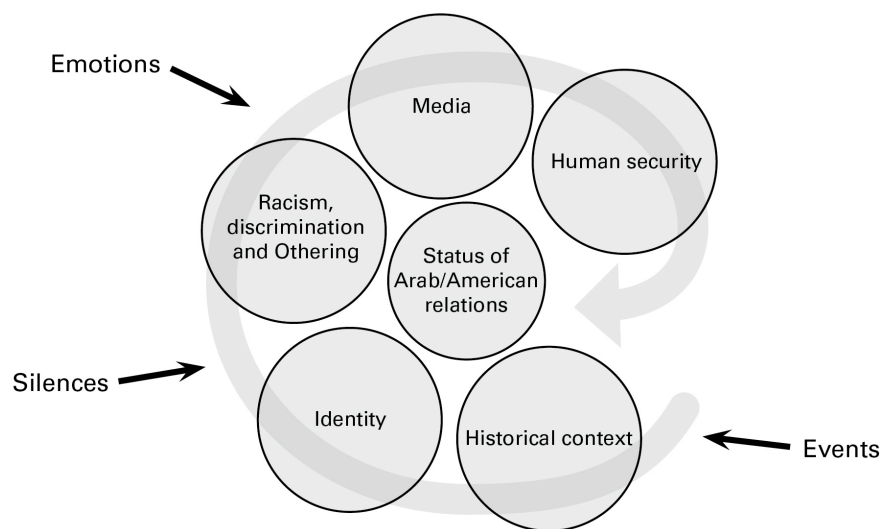 Emotions
Media
Human security
Racism,
discrimination
and Othering
Status of
Arab/American
relations
Silences
Identity
Historical context
Events